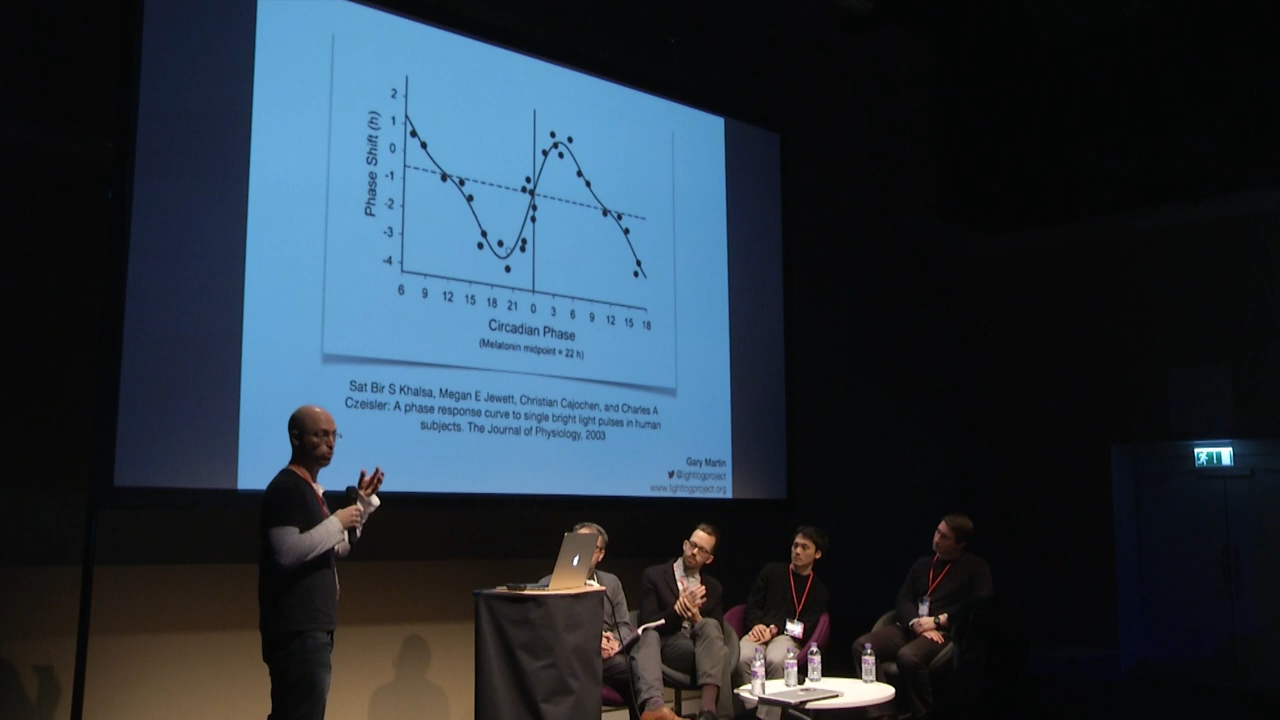 2
1
0
-1
-2
-3
-4
Phase Shift (h)
6 9 12 15 18 21 0 3 6 9 12 15 18
Circadian Phase
(Melatonin midpoint = 22 h)
Sat Bir S Khalsa, Megan E Jewett, Christian Cajochen, and Charles A
Czeisler: A phase response curve to single bright light pulses in human
subjects. The Journal of Physiology, 2003
Gary Martin
@lightlogproject
www.lightlogproject.org